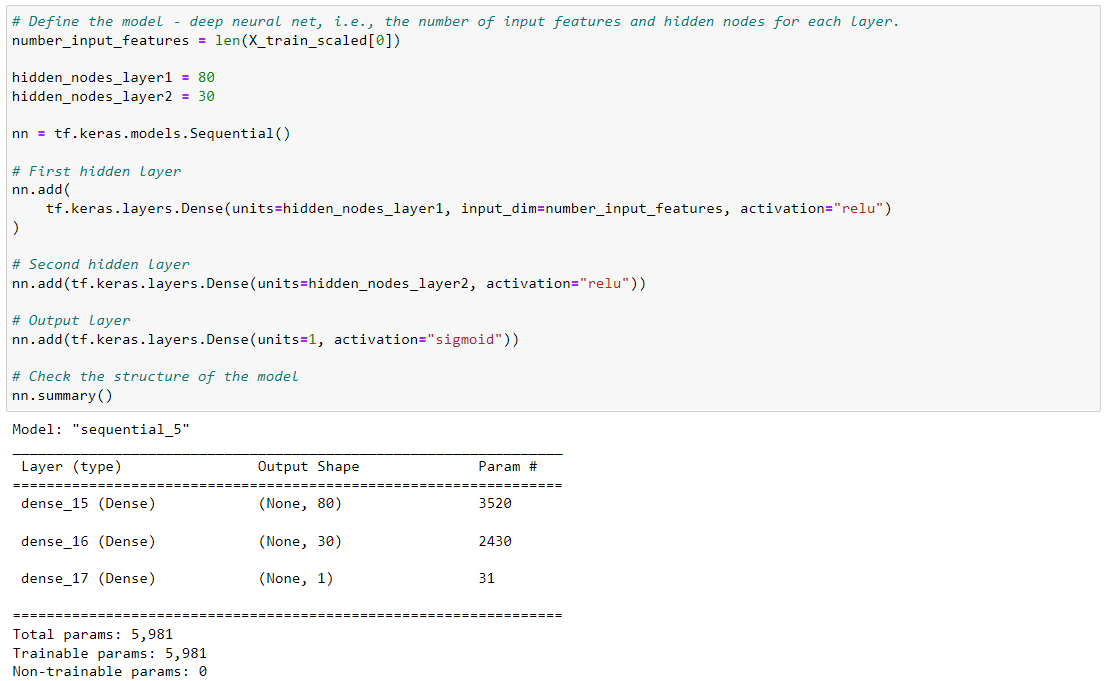 # Define the model - deep neural net, i.e., the number of input features and hidden nodes for each layer.
number_input_features = len(X_train_scaled[0])
hidden_nodes_layer1 = 80
hidden_nodes_layer2 = 30
nn = tf.keras.models.Sequential()
# First hidden layer
nn.add(
    tf.keras.layers.Dense(units=hidden_nodes_layer1, input_dim=number_input_features, activation="relu")
)
# Second hidden layer
nn.add(tf.keras.layers.Dense(units=hidden_nodes_layer2, activation="relu"))
# Output layer
nn.add(tf.keras.layers.Dense(units=1, activation="sigmoid"))
# Check the structure of the model
nn.summary()
Model: "sequential_5"
_________________________________________________________________
 Layer (type)                Output Shape              Param #
=================================================================
 dense_15 (Dense)            (None, 80)                3520
 dense_16 (Dense)            (None, 30)                2430
 dense_17 (Dense)            (None, 1)                 31
=================================================================
Total params: 5,981
Trainable params: 5,981
Non-trainable params: 0